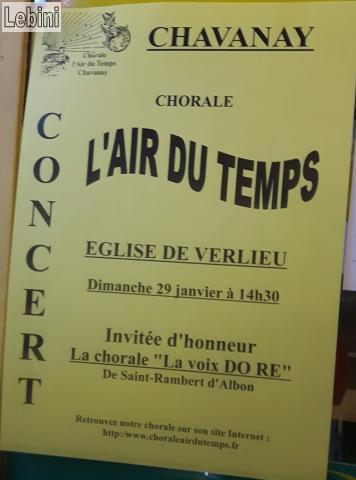 Lebini
Chorale
l'Air du Temps
Chavanay
CHAVANAY
CHORALE
CONCERT
L'AIR DU TEMPS
EGLISE DE VERLIEU
Dimanche 29 janvier à 14h30
Invitée d'honneur
La chorale "La voix DO RE"
De Saint-Rambert d'Albon
Retrouvez notre chorale sur son site Internet :
http:/www.choraleairdutemps.fr